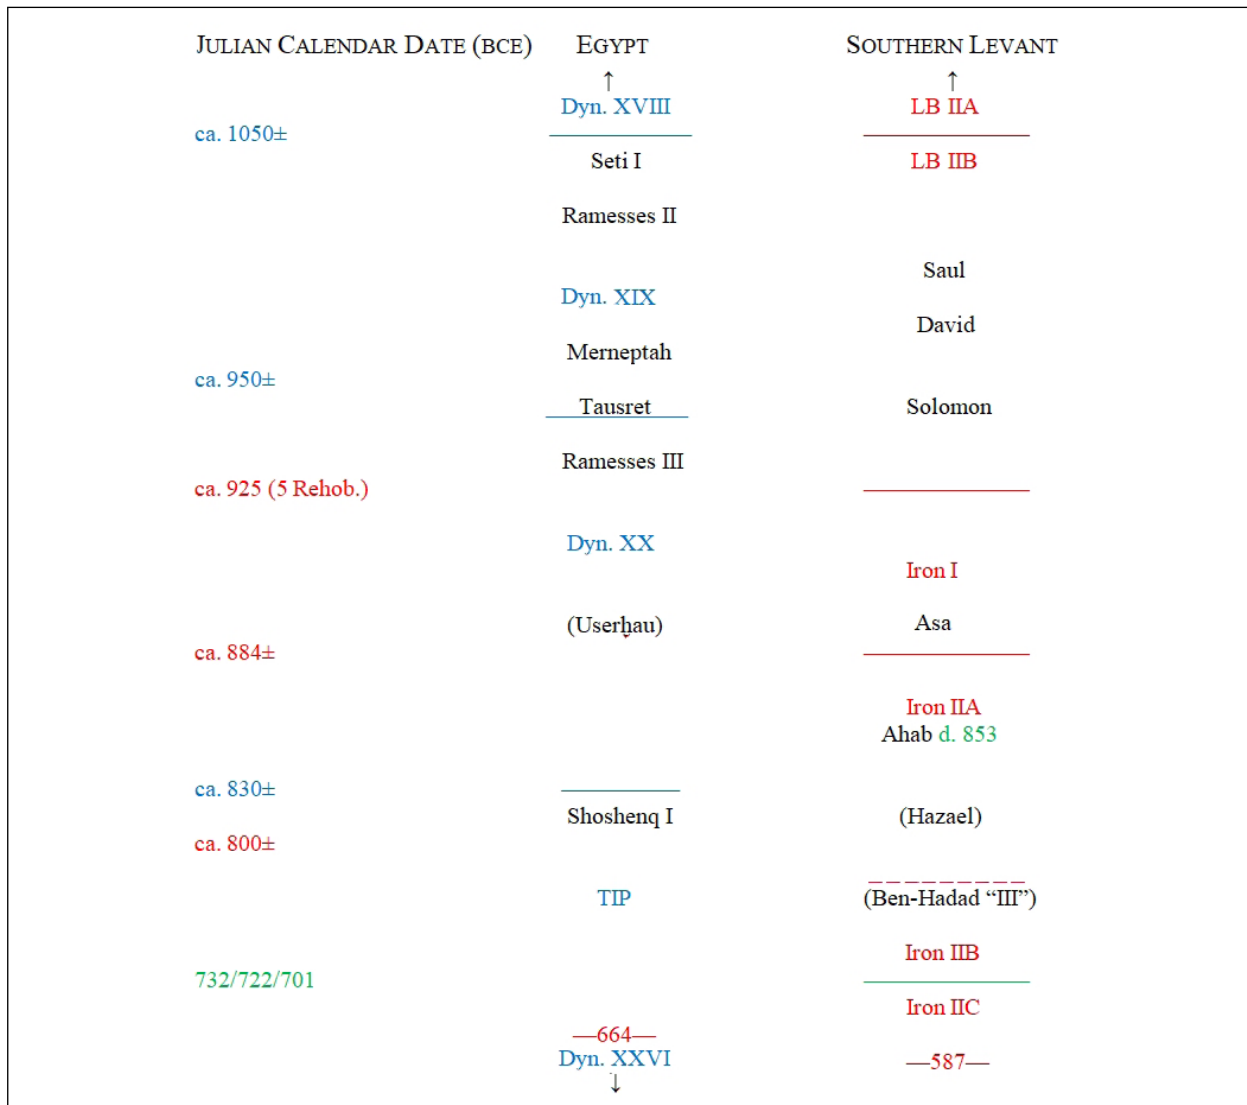 JULIAN CALENDAR DATE (BCE) EGYPT SOUTHERN LEVANT
↑ ↑
Dyn. XVIII LB IIA
ca. 1050±
Seti I LB IIB
Ramesses II
Saul
Dyn. XIX
David
Merneptah
ca. 950±
Tausret Solomon
Ramesses III
ca. 925 (5 Rehob.)
Dyn. XX
Iron I
(Userḫau) Asa
ca. 884±
Iron IIA
Ahab d. 853
ca. 830±
Shoshenq I (Hazael)
ca. 800±
TIP (Ben-Hadad “III”)
Iron IIB
732/722/701
Iron IIC
—664—
Dyn. XXVI —587—
↓